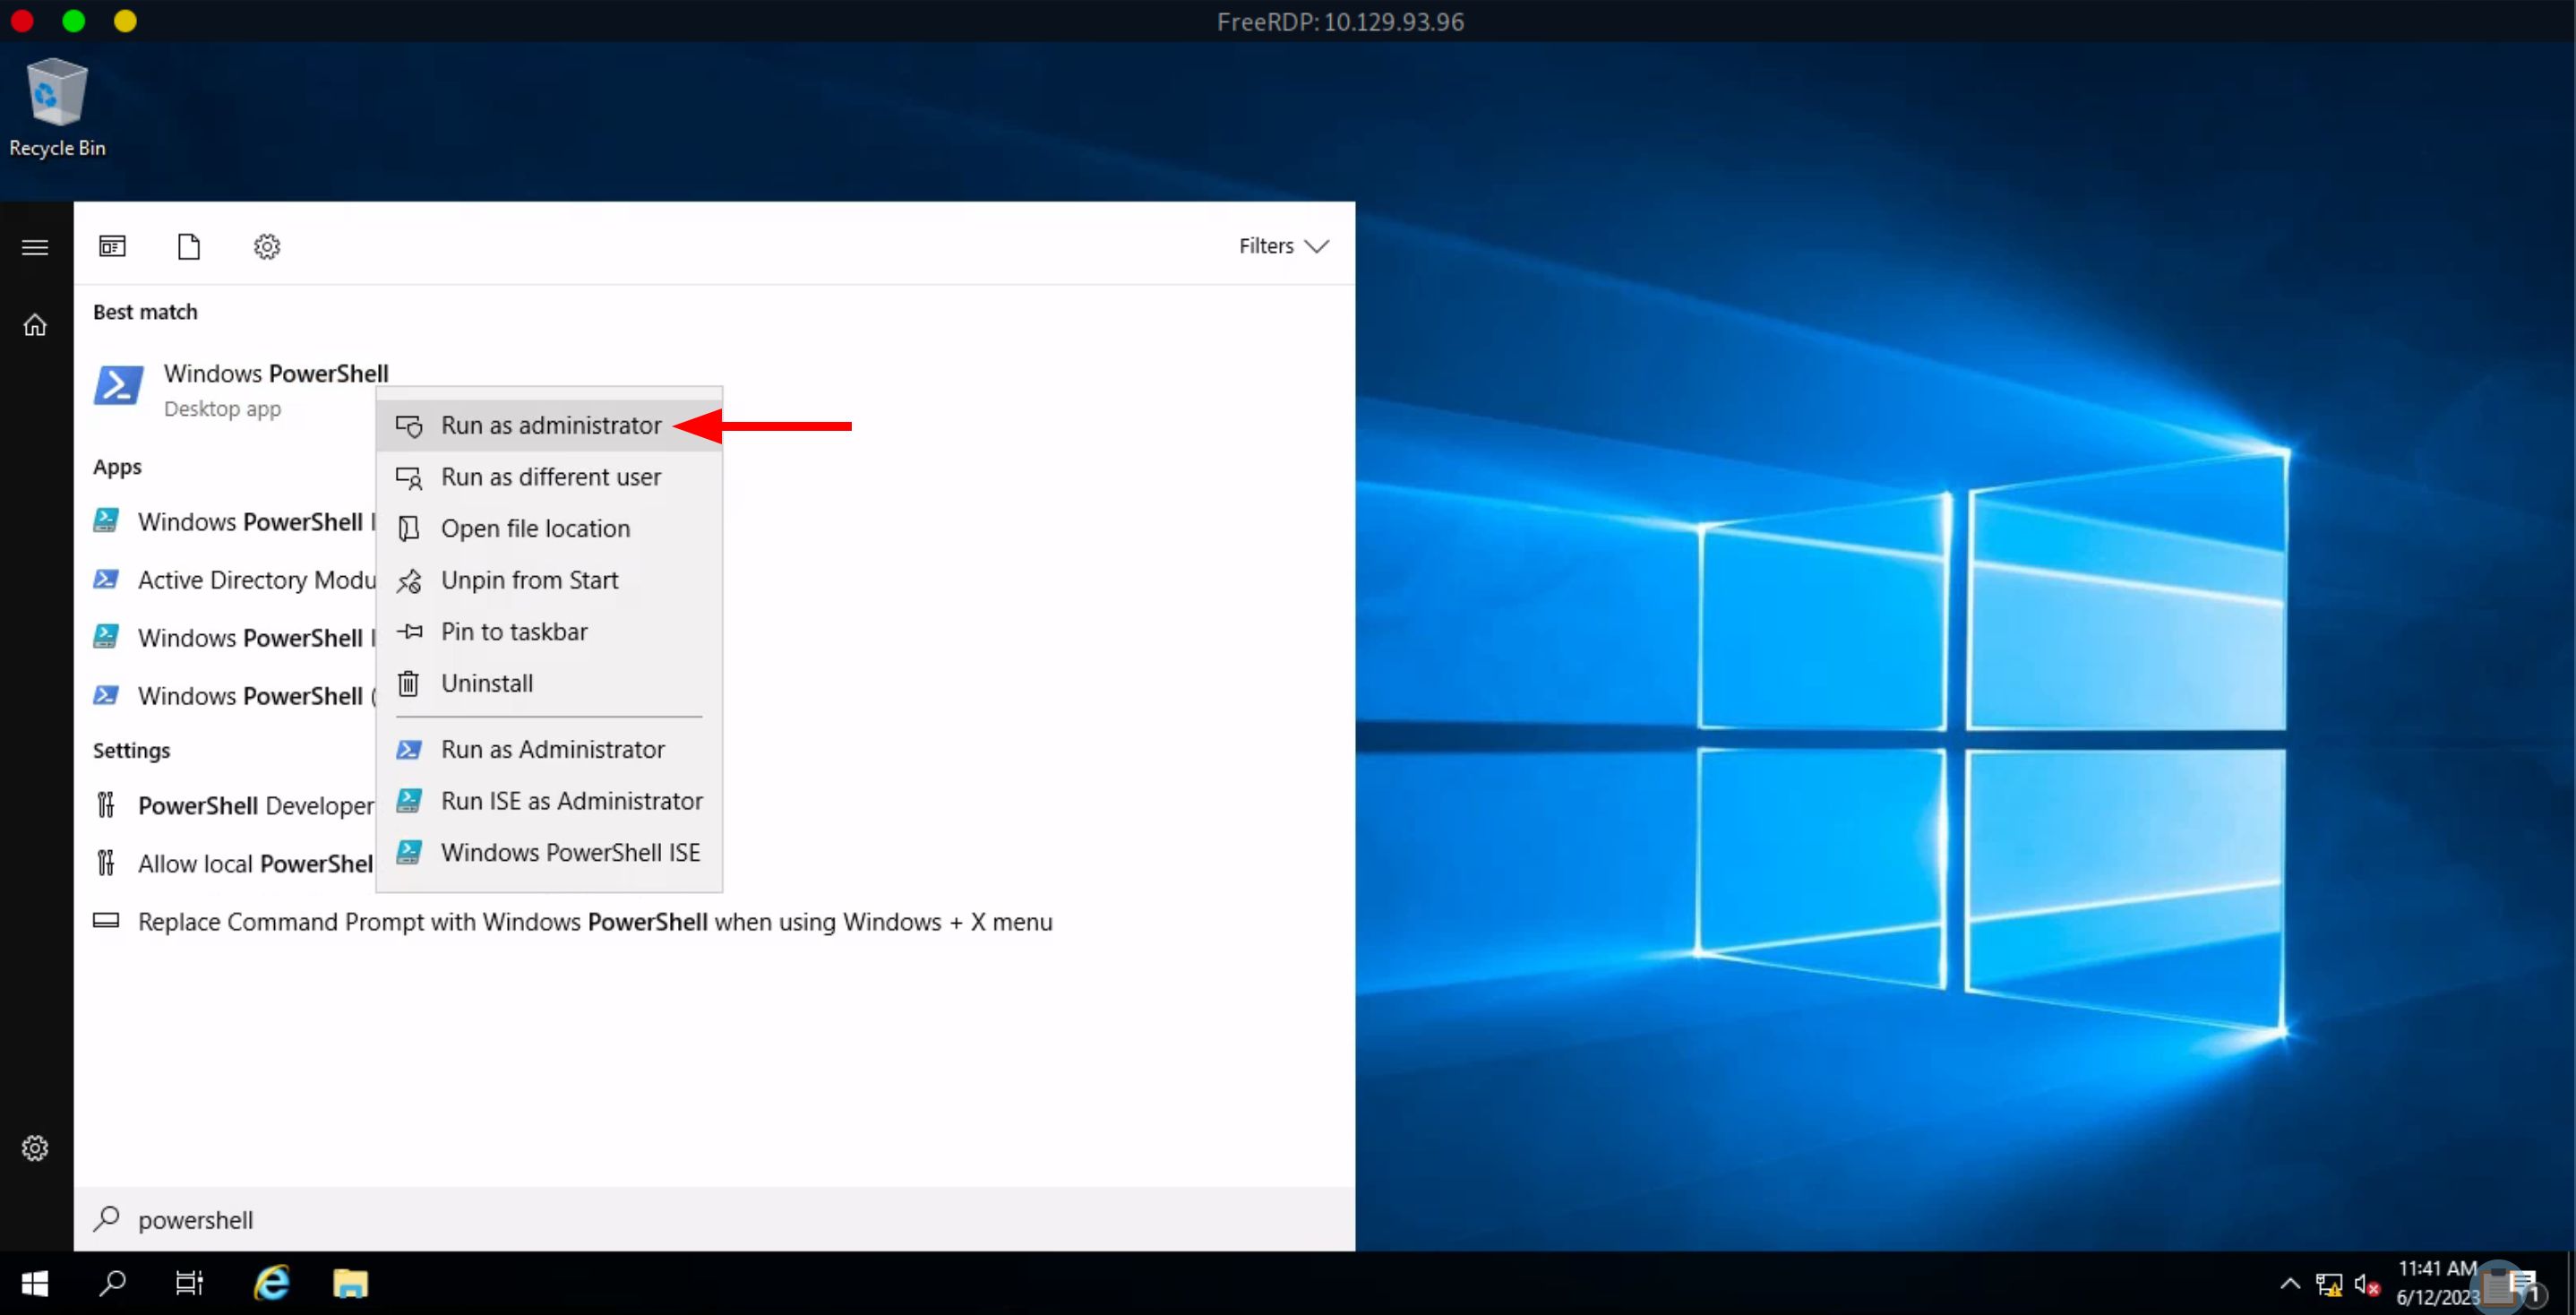 FreeRDP: 10.129.93.96
Recycle Bin
Filters
Best match
Windows PowerShell
Desktop app
Run as administrator
Run as different user
Open file location
Unpin from Start
Pin to taskbar
Uninstall
Run as Administrator
Run ISE as Administrator
Windows PowerShell ISE
Apps
Windows PowerShell I
Active Directory Modu
Windows PowerShell I
Windows PowerShell (
Settings
PowerShell Developer
Allow local PowerShel
Replace Command Prompt with Windows PowerShell when using Windows + X menu
powershell
11:41 AM
6/12/2023
1